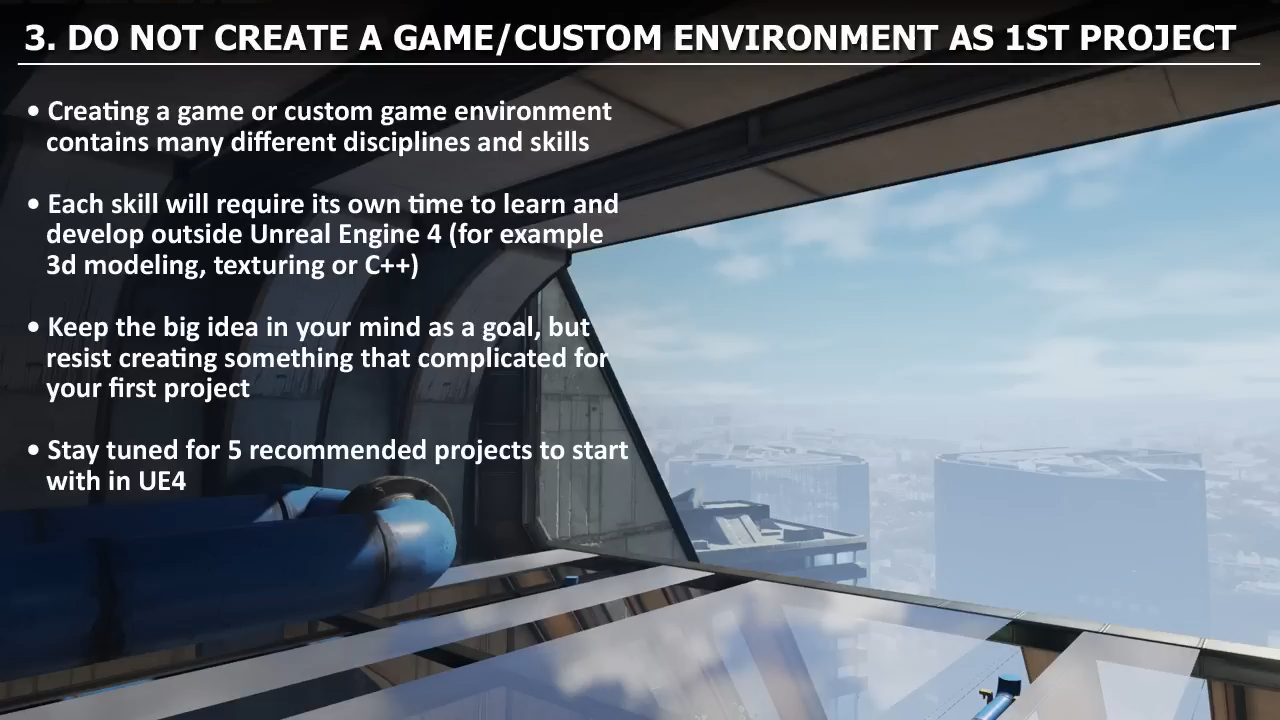 3. DO NOT CREATE A GAME/CUSTOM ENVIRONMENT AS 1ST PROJECT
• Creating a game or custom game environment
contains many different disciplines and skills
• Each skill will require its own time to learn and
develop outside Unreal Engine 4 (for example
3d modeling, texturing or C++)
• Keep the big idea in your mind as a goal, but
resist creating something that complicated for
your first project
• Stay tuned for 5 recommended projects to start
with in UE4